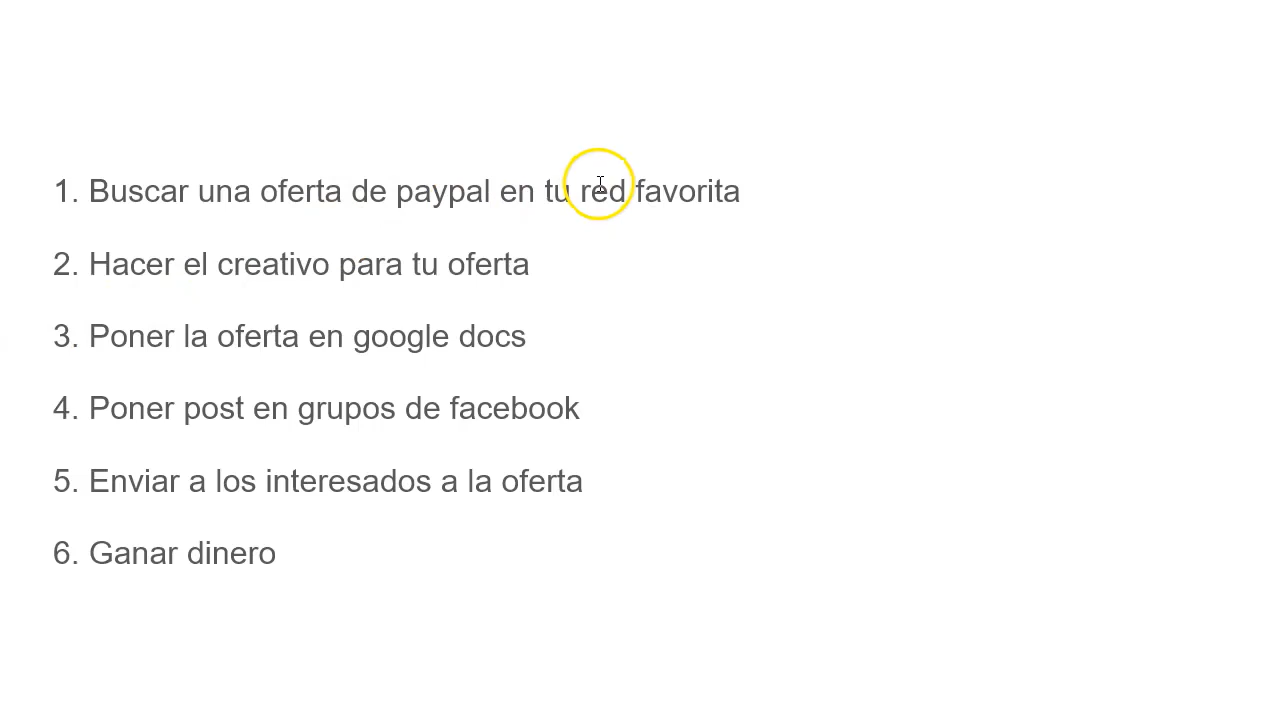 1. Buscar una oferta de paypal en tu red favorita
2. Hacer el creativo para tu oferta
3. Poner la oferta en google docs
4. Poner post en grupos de facebook
5. Enviar a los interesados a la oferta
6. Ganar dinero